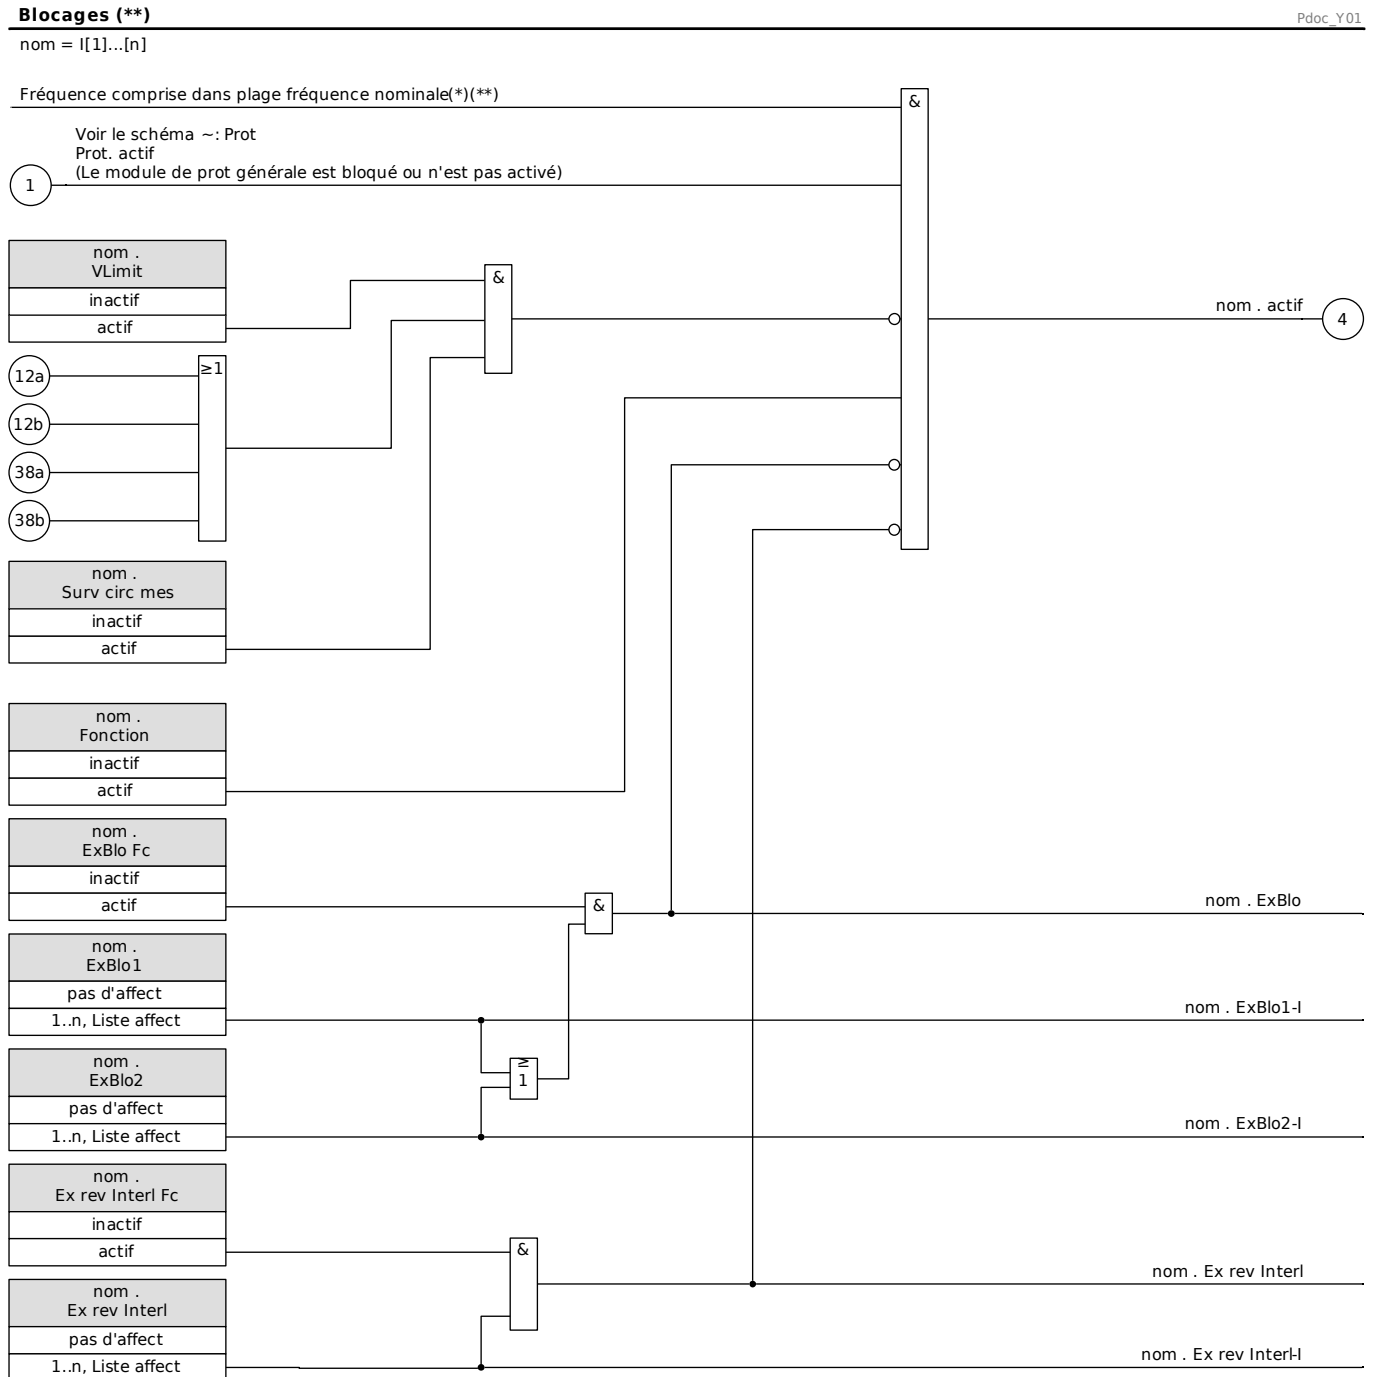 Blocages (**)
Pdoc_Y01
nom = I[1]...[n]
Fréquence comprise dans plage fréquence nominale(*)(**)
&
Voir le schéma ~: Prot
Prot. actif
(Le module de prot générale est bloqué ou n'est pas activé)
1
nom .
VLimit
inactif
actif
&
nom . actif
4
12a
≥1
12b
38a
38b
nom .
Surv circ mes
inactif
actif
nom .
Fonction
inactif
actif
nom .
ExBlo Fc
inactif
actif
&
nom . ExBlo
nom .
ExBlo1
pas d'affect
1..n, Liste affect
nom . ExBlo1-I
≥
1
nom .
ExBlo2
pas d'affect
1..n, Liste affect
nom . ExBlo2-I
nom .
Ex rev Interl Fc
inactif
actif
&
nom . Ex rev Interl
nom .
Ex rev Interl
pas d'affect
1..n, Liste affect
nom . Ex rev Interl-I